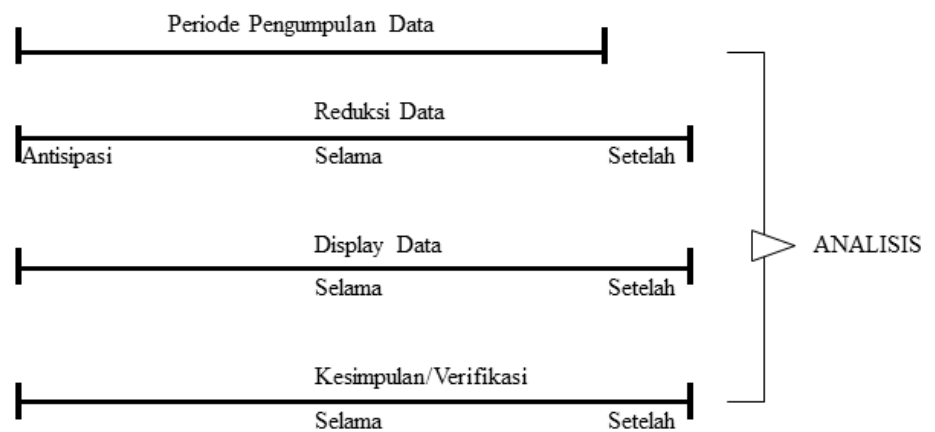 Periode Pengumpulan Data
Reduksi Data
Antisipasi Selama Setelah
Display Data
ANALISIS
Selama Setelah
Kesimpulan/Verifikasi
Selama Setelah